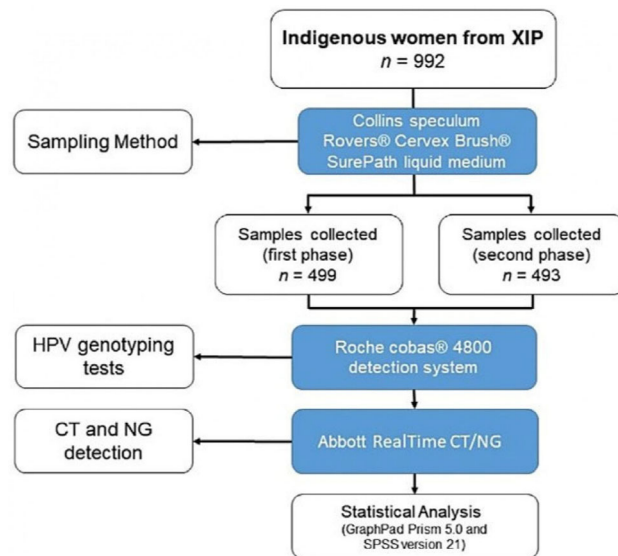 Indigenous women from XIP
n = 992
Sampling Method
Collins speculum
Rovers® Cervex Brush®
SurePath liquid medium
Samples collected
(first phase)
n = 499
Samples collected
(second phase)
n = 493
HPV genotyping
tests
Roche cobas® 4800
detection system
CT and NG
detection
Abbott RealTime CT/NG
Statistical Analysis
(GraphPad Prism 5.0 and
SPSS version 21)